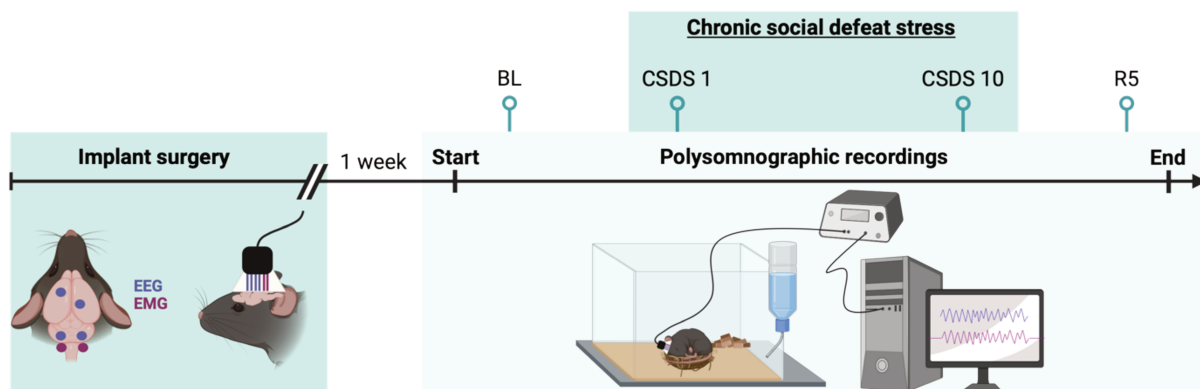 Chronic social defeat stress
BL
CSDS 1
CSDS 10
R5
Implant surgery
1 week
Start
Polysomnographic recordings
End
EEG
EMG